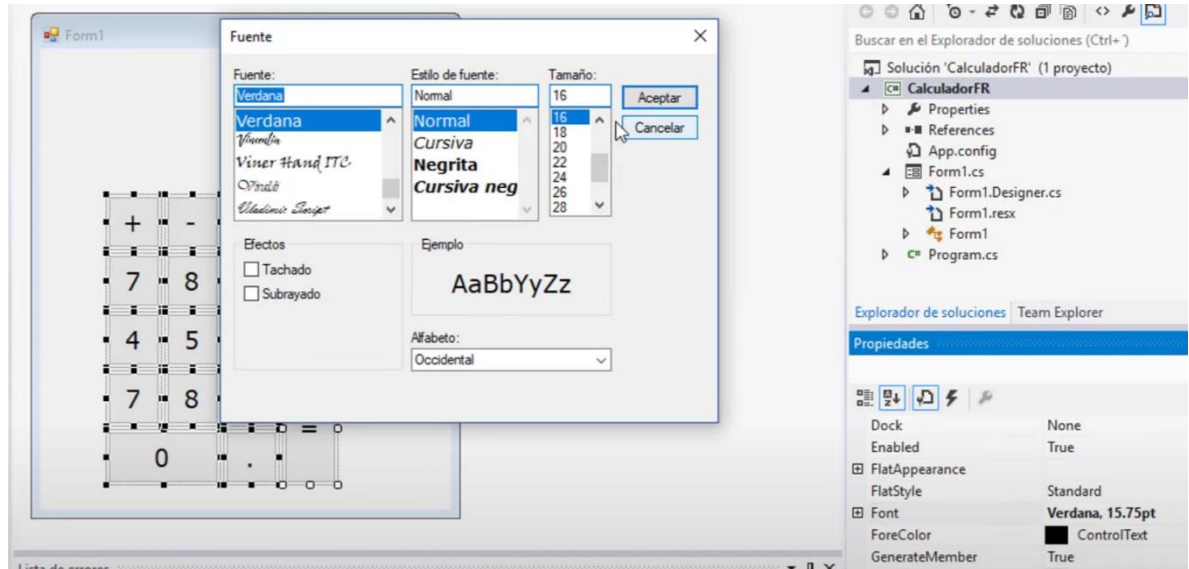 Form1
Fuente
Fuente:
Verdana
Verdana
Viner Hand ITC
Vivaldi
Vladimir Script
Estilo de fuente:
Normal
Normal
Cursiva
Negrita
Cursiva neg
Tamaño:
16
16
18
20
22
24
26
28
Aceptar
Cancelar
Efectos
Tachado
Subrayado
Ejemplo
AaBbYyZz
Alfabeto:
Occidental
+ -
7 8
4 5
7 8
=
0 .
Buscar en el Explorador de soluciones (Ctrl+´)
Solución 'CalculadorFR' (1 proyecto)
C# CalculadorFR
Properties
References
App.config
Form1.cs
Form1.Designer.cs
Form1.resx
Form1
C# Program.cs
Explorador de soluciones Team Explorer
Propiedades
Dock None
Enabled True
FlatAppearance
FlatStyle Standard
Font Verdana, 15.75pt
ForeColor ControlText
GenerateMember True
Lista de errores